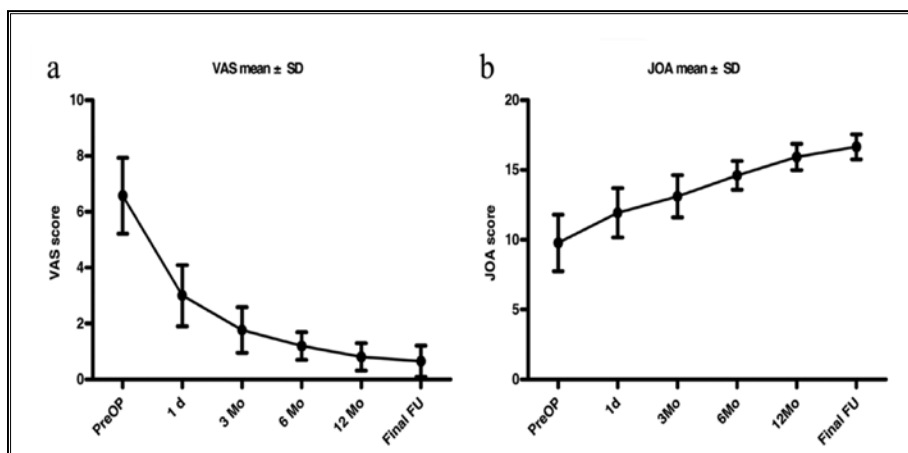 a
VAS mean ± SD
10
8
6
4
2
0
VAS score
PreOP
1 d
3 Mo
6 Mo
12 Mo
Final FU
b
JOA mean ± SD
20
15
10
5
0
JOA score
PreOP
1d
3Mo
6Mo
12Mo
Final FU